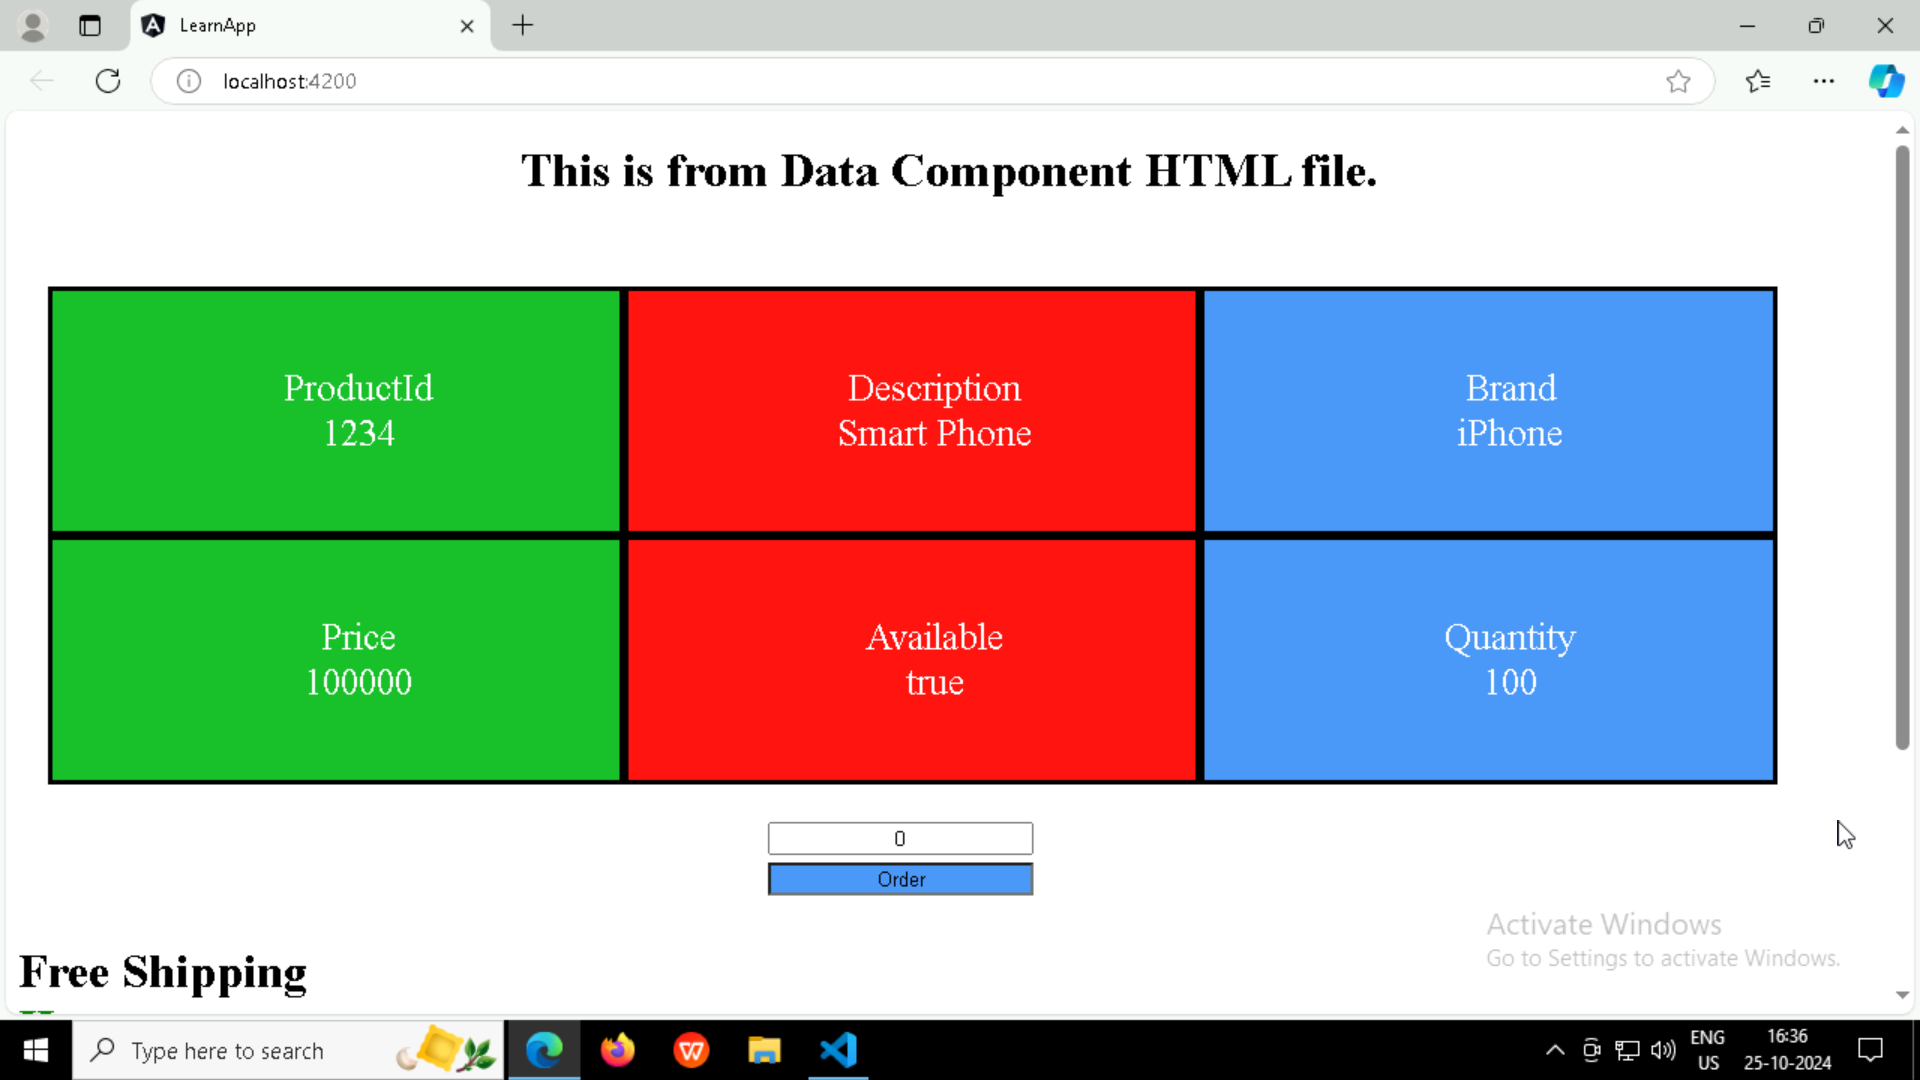 LearnApp
localhost:4200
This is from Data Component HTML file.
ProductId
1234
Description
Smart Phone
Brand
iPhone
Price
100000
Available
true
Quantity
100
0
Order
Activate Windows
Go to Settings to activate Windows.
Free Shipping
Type here to search
ENG
US
16:36
25-10-2024